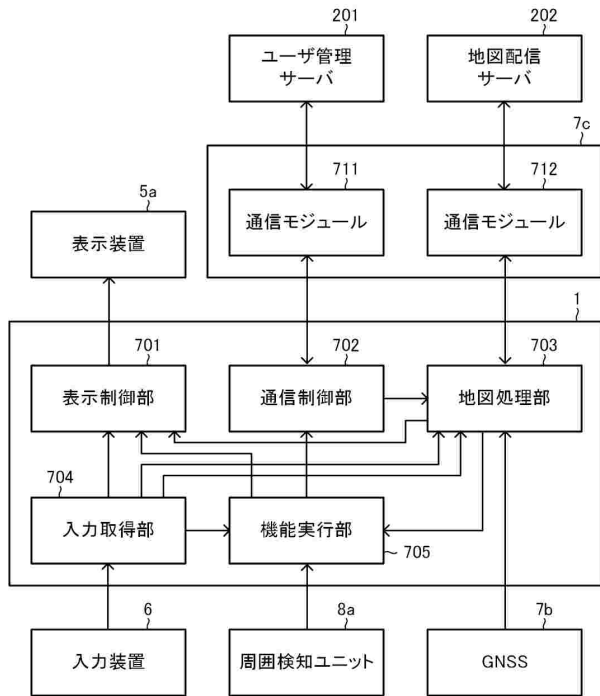 201
202
ユーザ管理
サーバ
地図配信
サーバ
7c
711
712
通信モジュール
通信モジュール
5a
表示装置
1
701
702
703
表示制御部
通信制御部
地図処理部
704
入力取得部
機能実行部
705
6
8a
7b
入力装置
周囲検知ユニット
GNSS